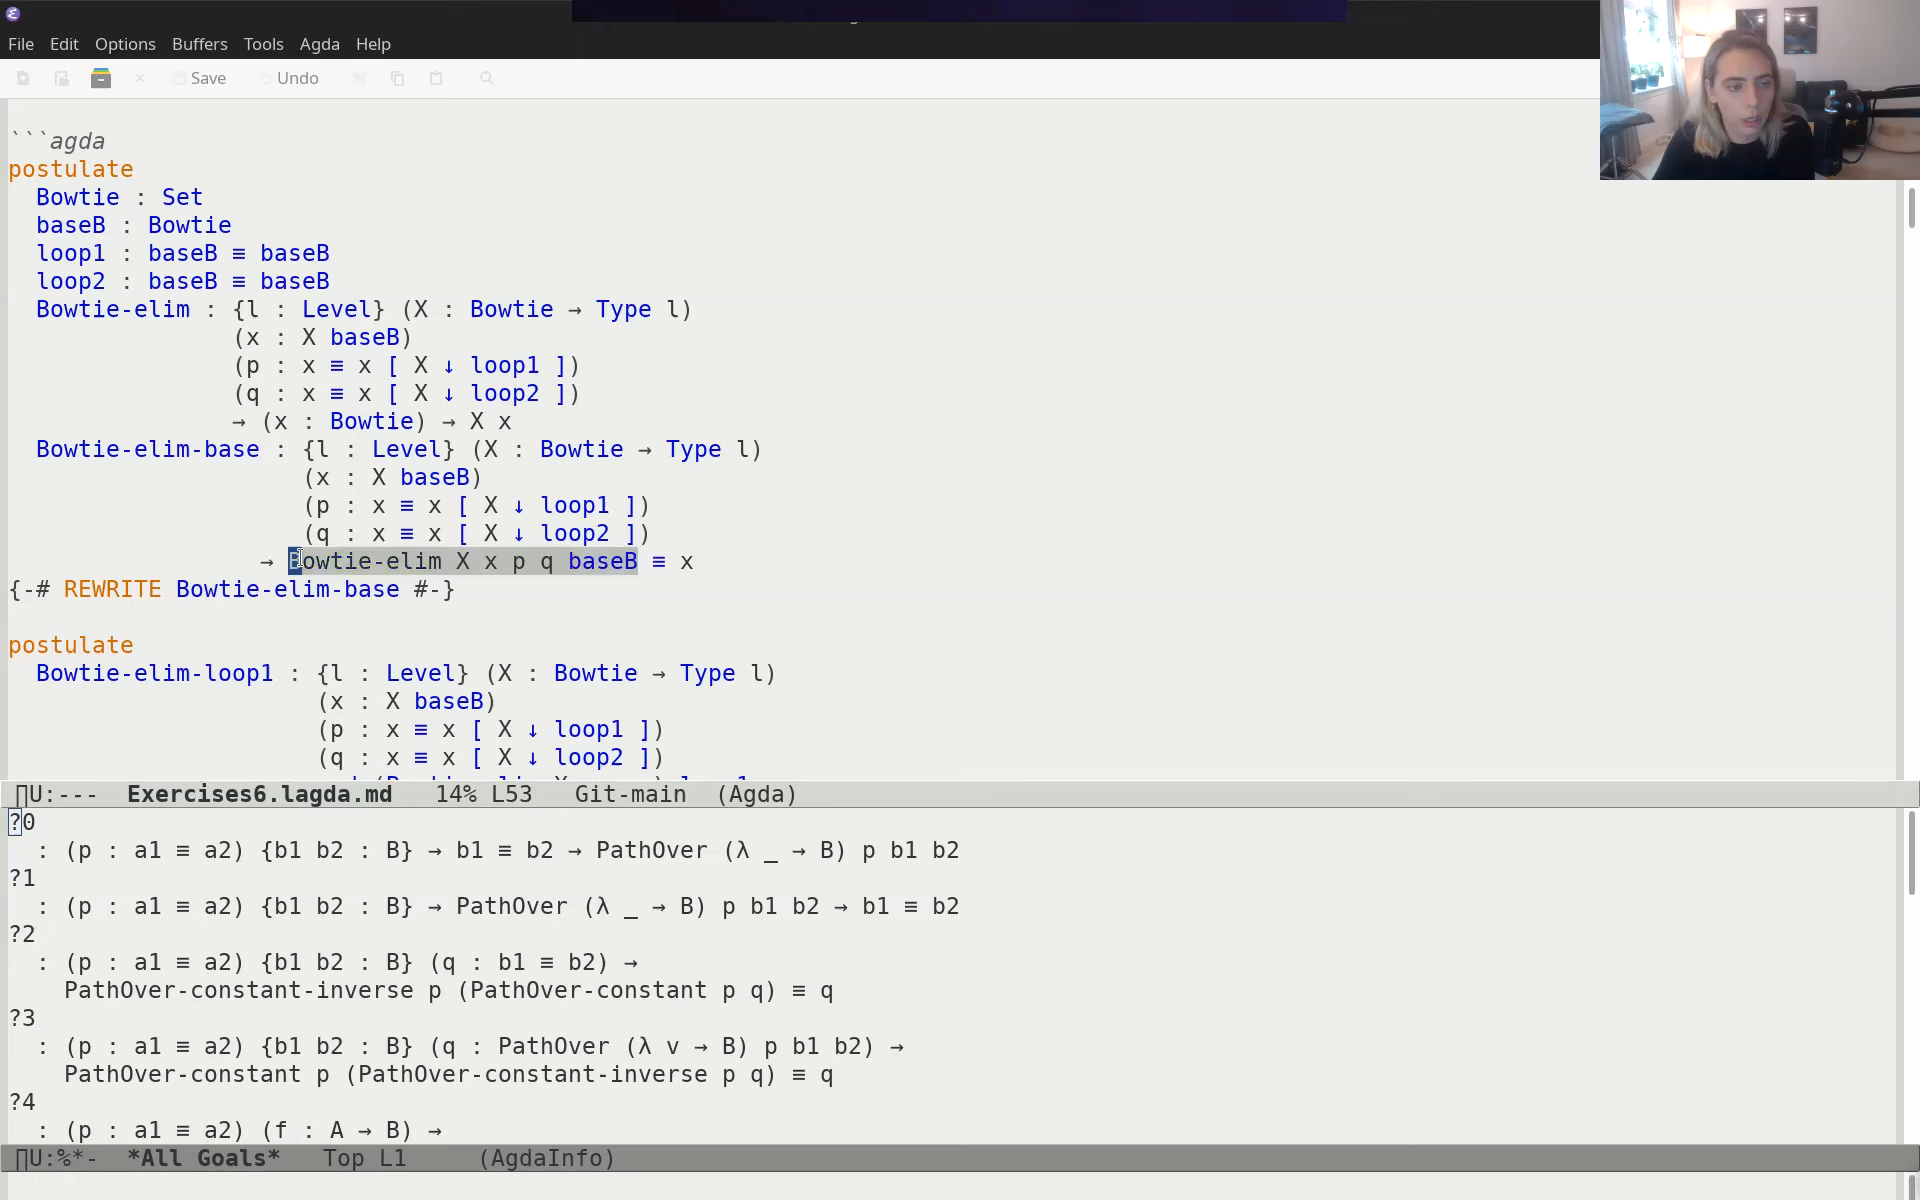 File Edit Options Buffers Tools Agda Help
Save Undo
```agda
postulate
  Bowtie : Set
  baseB : Bowtie
  loop1 : baseB ≡ baseB
  loop2 : baseB ≡ baseB
  Bowtie-elim : {l : Level} (X : Bowtie → Type l)
                (x : X baseB)
                (p : x ≡ x [ X ↓ loop1 ])
                (q : x ≡ x [ X ↓ loop2 ])
                → (x : Bowtie) → X x
  Bowtie-elim-base : {l : Level} (X : Bowtie → Type l)
                     (x : X baseB)
                     (p : x ≡ x [ X ↓ loop1 ])
                     (q : x ≡ x [ X ↓ loop2 ])
                  → Bowtie-elim X x p q baseB ≡ x
{-# REWRITE Bowtie-elim-base #-}
postulate
  Bowtie-elim-loop1 : {l : Level} (X : Bowtie → Type l)
                      (x : X baseB)
                      (p : x ≡ x [ X ↓ loop1 ])
                      (q : x ≡ x [ X ↓ loop2 ])
U:--- Exercises6.lagda.md 14% L53 Git-main (Agda)
?0
  : (p : a1 ≡ a2) {b1 b2 : B} → b1 ≡ b2 → PathOver (λ _ → B) p b1 b2
?1
  : (p : a1 ≡ a2) {b1 b2 : B} → PathOver (λ _ → B) p b1 b2 → b1 ≡ b2
?2
  : (p : a1 ≡ a2) {b1 b2 : B} (q : b1 ≡ b2) →
    PathOver-constant-inverse p (PathOver-constant p q) ≡ q
?3
  : (p : a1 ≡ a2) {b1 b2 : B} (q : PathOver (λ v → B) p b1 b2) →
    PathOver-constant p (PathOver-constant-inverse p q) ≡ q
?4
  : (p : a1 ≡ a2) (f : A → B) →
U:%*- *All Goals* Top L1 (AgdaInfo)